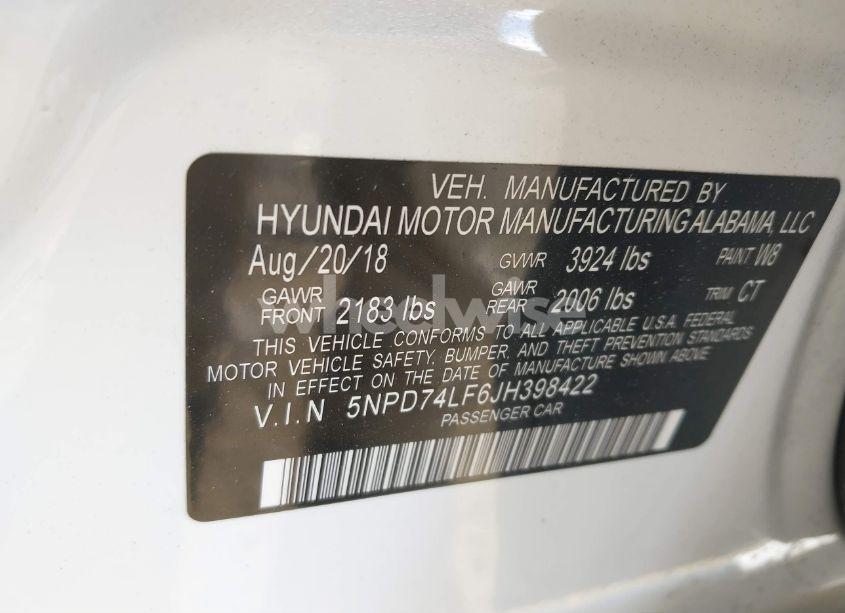 VEH. MANUFACTURED BY
HYUNDAI MOTOR MANUFACTURING ALABAMA, LLC
Aug/20/18 GVWR 3924 lbs PAINT W8
GAWR FRONT 2183 lbs GAWR REAR 2006 lbs TRIM CT
wheelwise
THIS VEHICLE CONFORMS TO ALL APPLICABLE U.S.A. FEDERAL
MOTOR VEHICLE SAFETY, BUMPER, AND THEFT PREVENTION STANDARDS
IN EFFECT ON THE DATE OF MANUFACTURE SHOWN ABOVE
V.I.N 5NPD74LF6JH398422
PASSENGER CAR